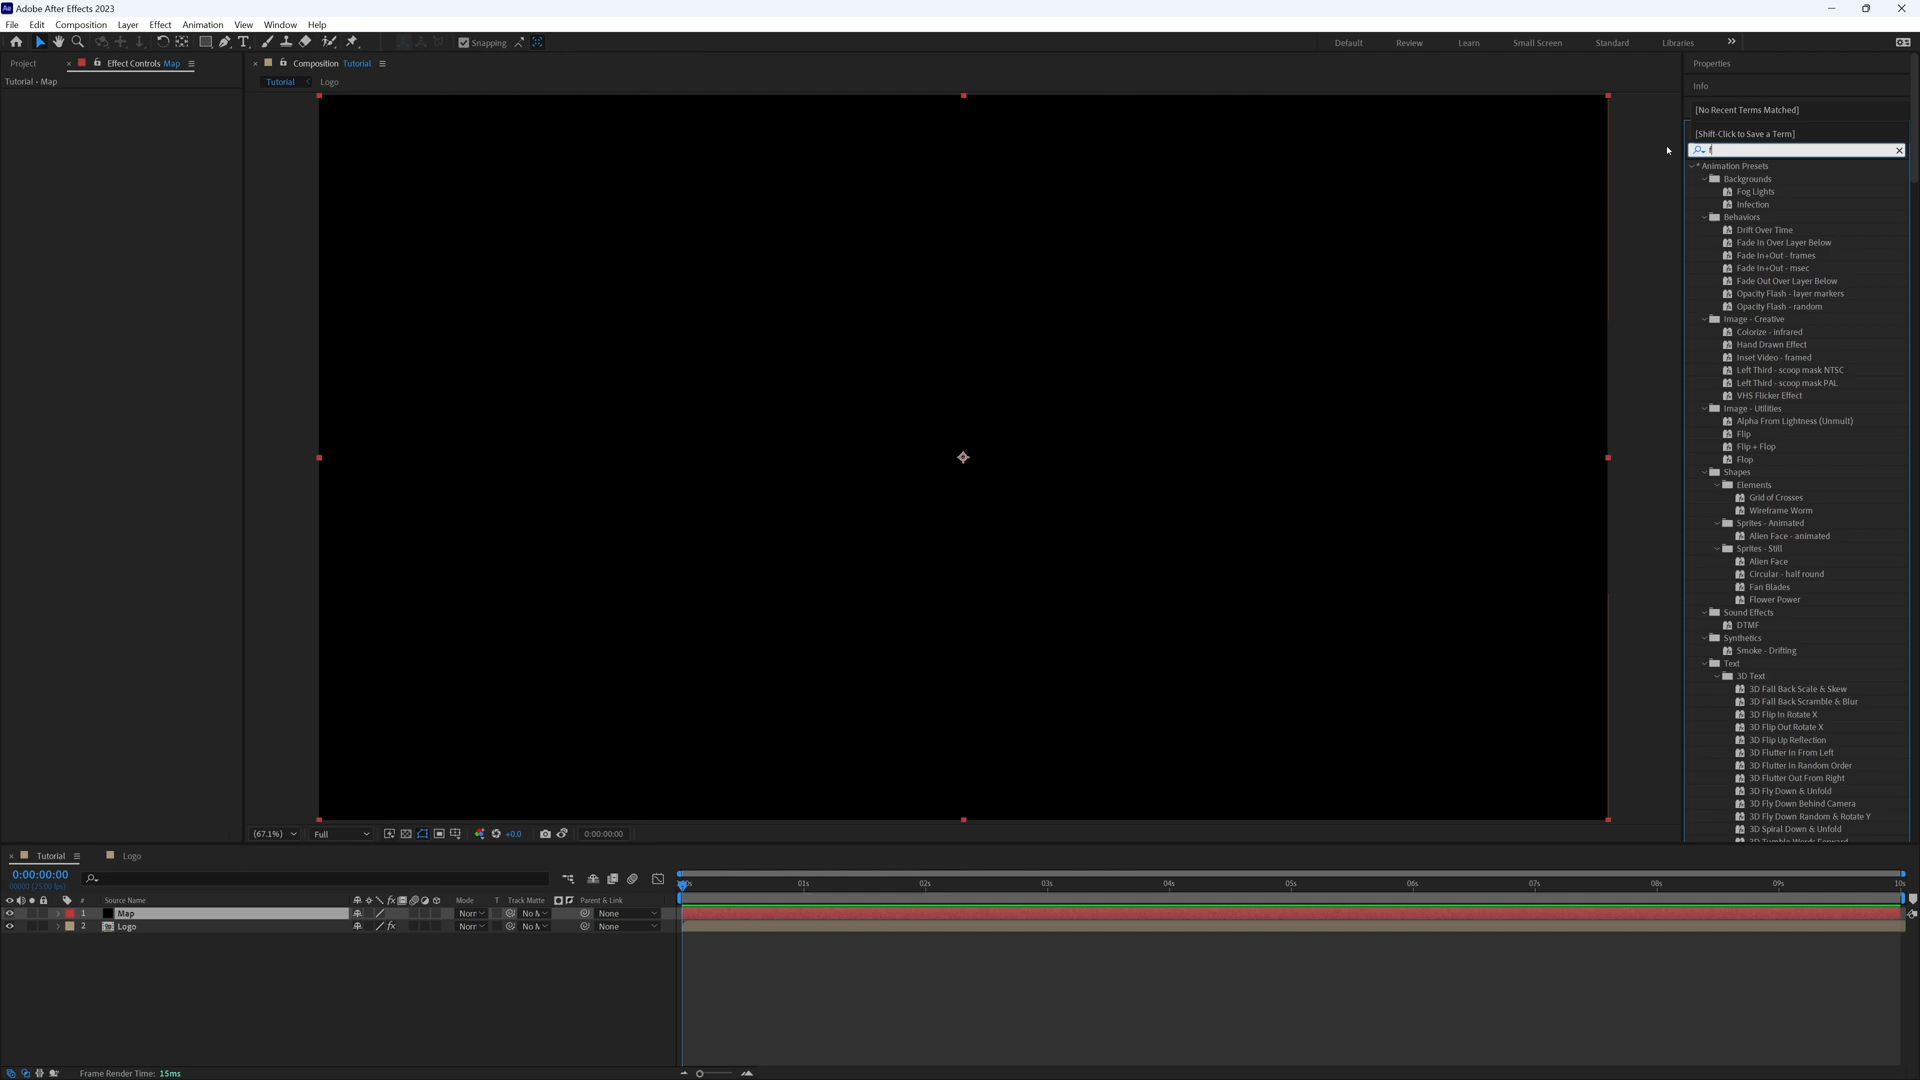 Adobe After Effects 2023
File Edit Composition Layer Effect Animation View Window Help
Snapping
Default Review Learn Small Screen Standard Libraries
Project Effect Controls Map
Composition Tutorial
Properties
Tutorial • Map
Tutorial Logo
Info
[No Recent Terms Matched]
[Shift-Click to Save a Term]
f
* Animation Presets
Backgrounds
Fog Lights
Infection
Behaviors
Drift Over Time
Fade In Over Layer Below
Fade In+Out - frames
Fade In+Out - msec
Fade Out Over Layer Below
Opacity Flash - layer markers
Opacity Flash - random
Image - Creative
Colorize - infrared
Hand Drawn Effect
Inset Video - framed
Left Third - scoop mask NTSC
Left Third - scoop mask PAL
VHS Flicker Effect
Image - Utilities
Alpha From Lightness (Unmult)
Flip
Flip + Flop
Flop
Shapes
Elements
Grid of Crosses
Wireframe Worm
Sprites - Animated
Alien Face - animated
Sprites - Still
Alien Face
Circular - half round
Fan Blades
Flower Power
Sound Effects
DTMF
Synthetics
Smoke - Drifting
Text
3D Text
3D Fall Back Scale & Skew
3D Fall Back Scramble & Blur
3D Flip In Rotate X
3D Flip Out Rotate X
3D Flip Up Reflection
3D Flutter In From Left
3D Flutter In Random Order
3D Flutter Out From Right
3D Fly Down & Unfold
3D Fly Down Behind Camera
3D Fly Down Random & Rotate Y
3D Spiral Down & Unfold
3D Tumble Words Forward
(67.1%) Full +0.0 0:00:00:00
Tutorial Logo
0:00:00:00
00000 (25.00 fps)
01s 02s 03s 04s 05s 06s 07s 08s 09s 10s
# Source Name Mode T Track Matte Parent & Link
1 Map Norr No M None
2 Logo Norr No M None
Frame Render Time: 15ms